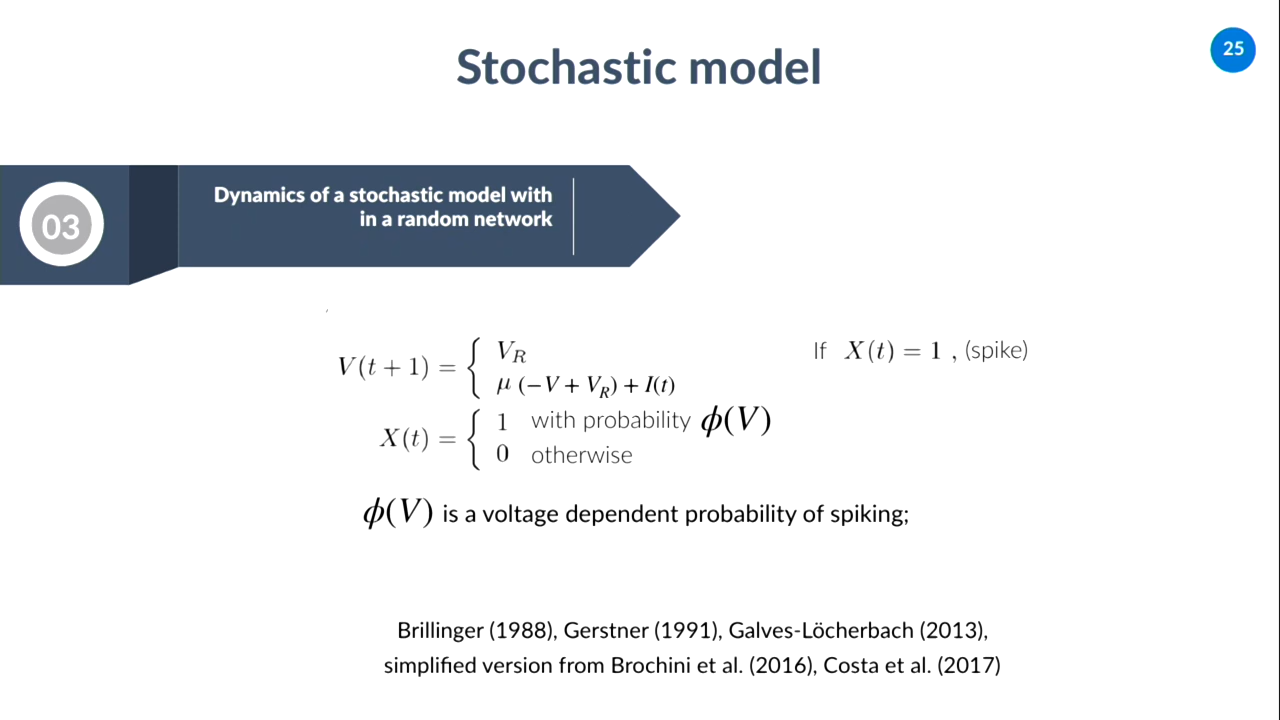 Stochastic model
25
03
Dynamics of a stochastic model with
in a random network
V(t + 1) = { V_R If X(t) = 1 , (spike)
μ (−V + V_R) + I(t)
X(t) = { 1 with probability ϕ(V)
0 otherwise
ϕ(V) is a voltage dependent probability of spiking;
Brillinger (1988), Gerstner (1991), Galves-Löcherbach (2013),
simplified version from Brochini et al. (2016), Costa et al. (2017)